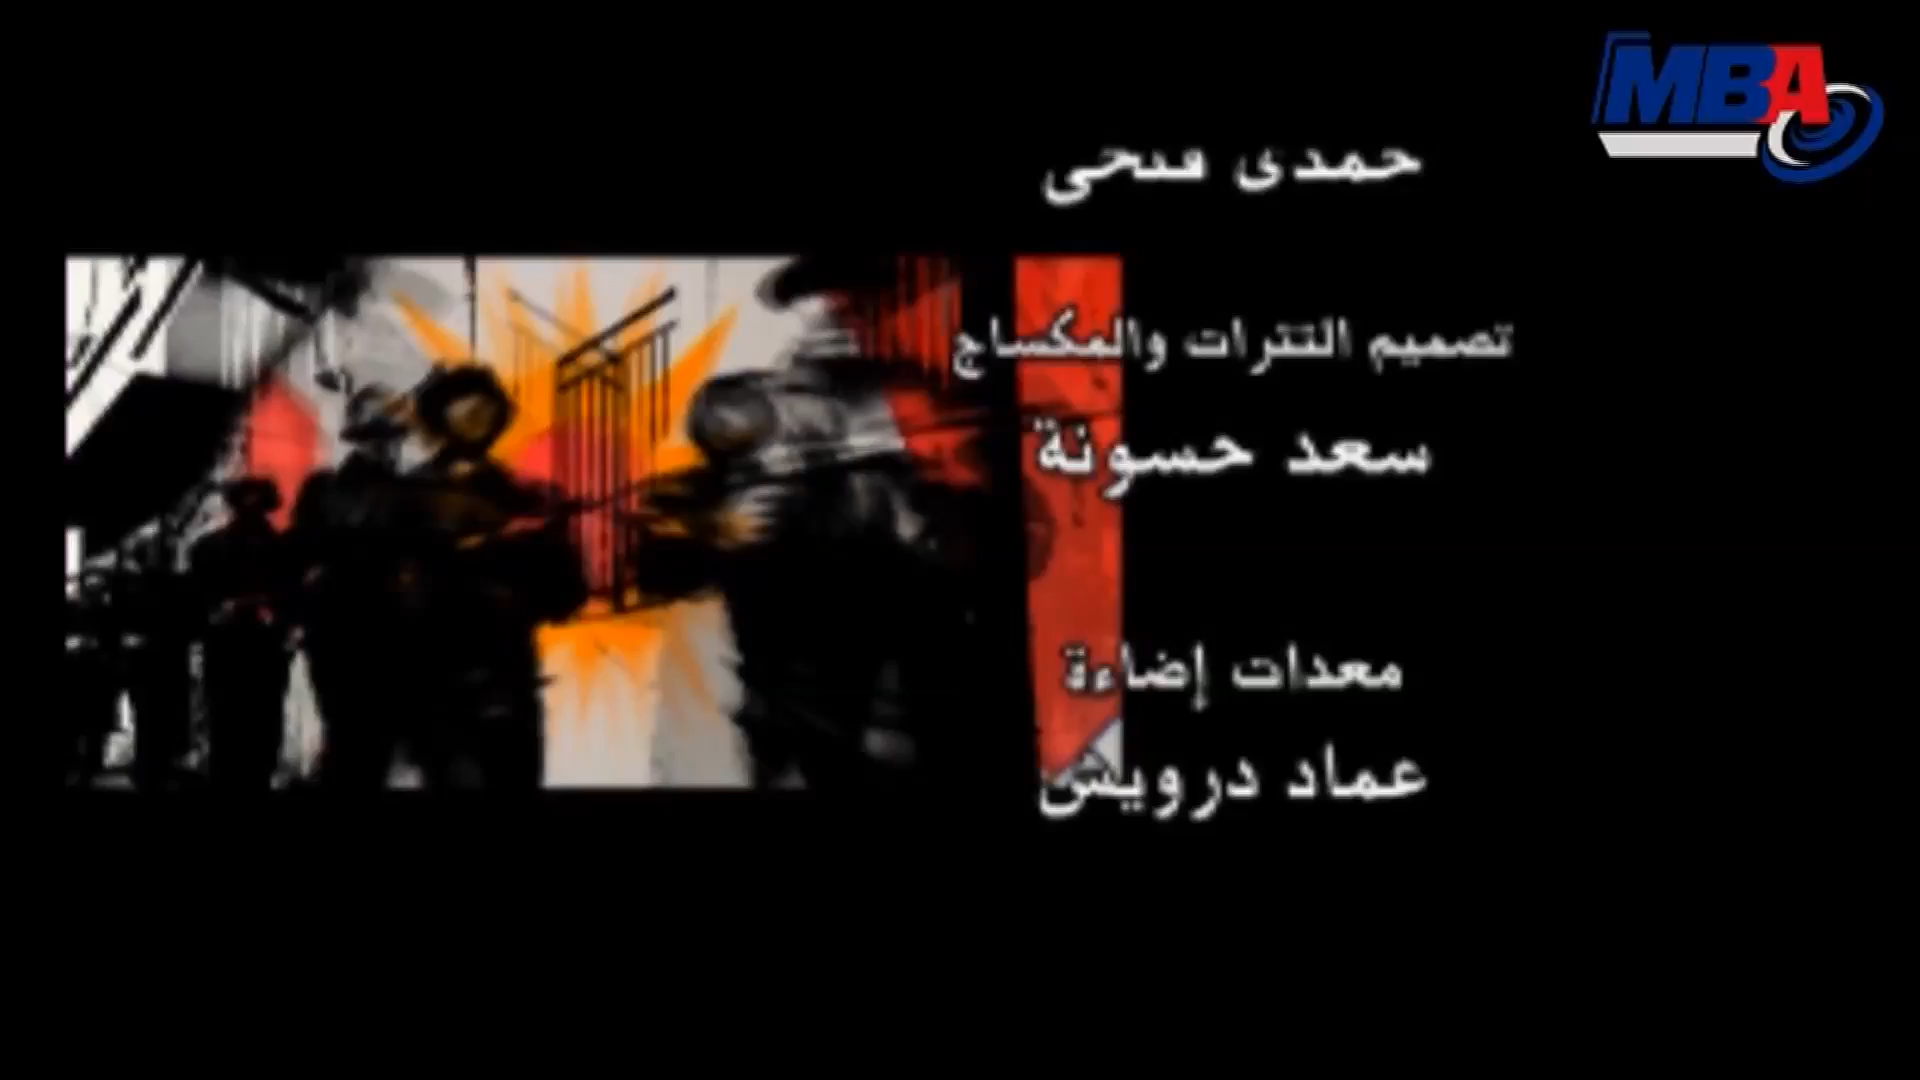 MBA
حمدى فتحى
تصميم التترات والمكساج
سعد حسونة
معدات إضاءة
عماد درويش